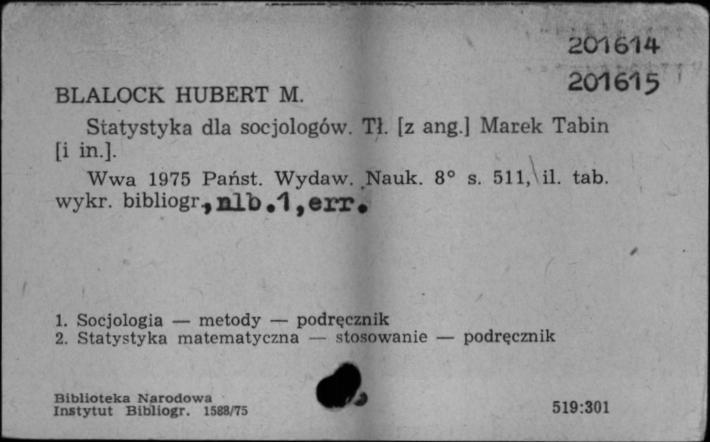 201614
201615
BLALOCK HUBERT M.
Statystyka dla socjologów. Tł. [z ang.] Marek Tabin
[i in.].
Wwa 1975 Państ. Wydaw. Nauk. 8° s. 511, il. tab.
wykr. bibliogr., nlb.1, err.
1. Socjologia — metody — podręcznik
2. Statystyka matematyczna — stosowanie — podręcznik
Biblioteka Narodowa
Instytut Bibliogr. 1588/75
519:301